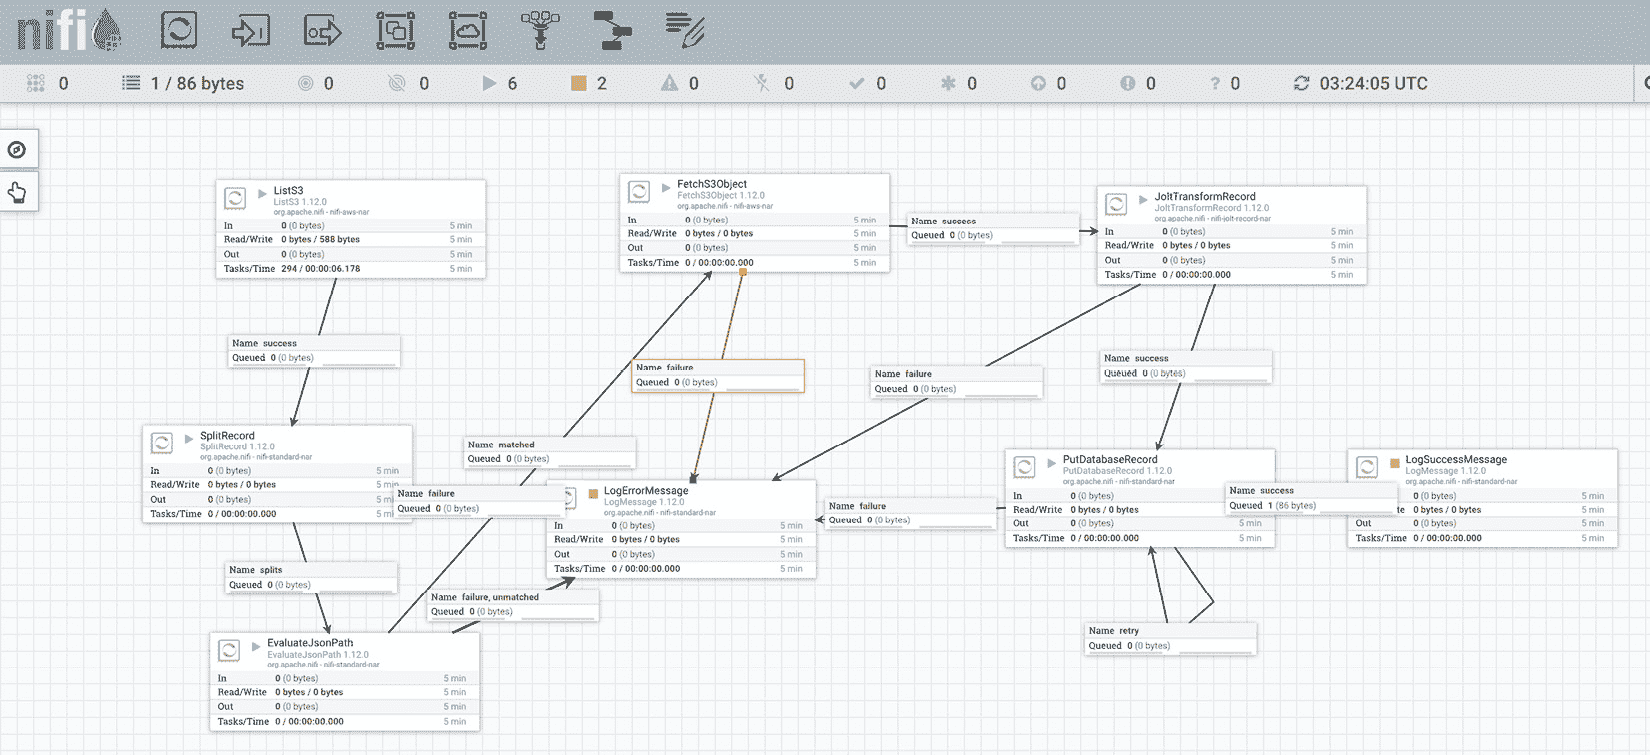 nifi
0
1 / 86 bytes
0
0
6
2
0
0
0
0
0
0
? 0
03:24:05 UTC
ListS3
ListS3 1.12.0
org.apache.nifi - nifi-aws-nar
In 0 (0 bytes) 5 min
Read/Write 0 bytes / 588 bytes 5 min
Out 0 (0 bytes) 5 min
Tasks/Time 294 / 00:00:06.178 5 min
FetchS3Object
FetchS3Object 1.12.0
org.apache.nifi - nifi-aws-nar
In 0 (0 bytes) 5 min
Read/Write 0 bytes / 0 bytes 5 min
Out 0 (0 bytes) 5 min
Tasks/Time 0 / 00:00:00.000 5 min
Name success
Queued 0 (0 bytes)
JoltTransformRecord
JoltTransformRecord 1.12.0
org.apache.nifi - nifi-jolt-record-nar
In 0 (0 bytes) 5 min
Read/Write 0 bytes / 0 bytes 5 min
Out 0 (0 bytes) 5 min
Tasks/Time 0 / 00:00:00.000 5 min
Name success
Queued 0 (0 bytes)
Name failure
Queued 0 (0 bytes)
Name failure
Queued 0 (0 bytes)
Name success
Queued 0 (0 bytes)
SplitRecord
SplitRecord 1.12.0
org.apache.nifi - nifi-standard-nar
In 0 (0 bytes) 5 min
Read/Write 0 bytes / 0 bytes 5 min
Out 0 (0 bytes) 5 m
Tasks/Time 0 / 00:00:00.000 5 mi
Name matched
Queued 0 (0 bytes)
Name failure
Queued 0 (0 bytes)
LogErrorMessage
LogMessage 1.12.0
org.apache.nifi - nifi-standard-nar
In 0 (0 bytes) 5 min
Read/Write 0 bytes / 0 bytes 5 min
Out 0 (0 bytes) 5 min
Tasks/Time 0 / 00:00:00.000 5 min
Name failure
Queued 0 (0 bytes)
PutDatabaseRecord
PutDatabaseRecord 1.12.0
org.apache.nifi - nifi-standard-nar
In 0 (0 bytes)
Read/Write 0 bytes / 0 bytes
Out 0 (0 bytes) 5 min
Tasks/Time 0 / 00:00:00.000 5 min
Name success
Queued 1 (86 bytes)
LogSuccessMessage
LogMessage 1.12.0
org.apache.nifi - nifi-standard-nar
0 (0 bytes) 5 min
te 0 bytes / 0 bytes 5 min
Out 0 (0 bytes) 5 min
Tasks/Time 0 / 00:00:00.000 5 min
Name splits
Queued 0 (0 bytes)
Name failure, unmatched
Queued 0 (0 bytes)
Name retry
Queued 0 (0 bytes)
EvaluateJsonPath
EvaluateJsonPath 1.12.0
org.apache.nifi - nifi-standard-nar
In 0 (0 bytes) 5 min
Read/Write 0 bytes / 0 bytes 5 min
Out 0 (0 bytes) 5 min
Tasks/Time 0 / 00:00:00.000 5 min